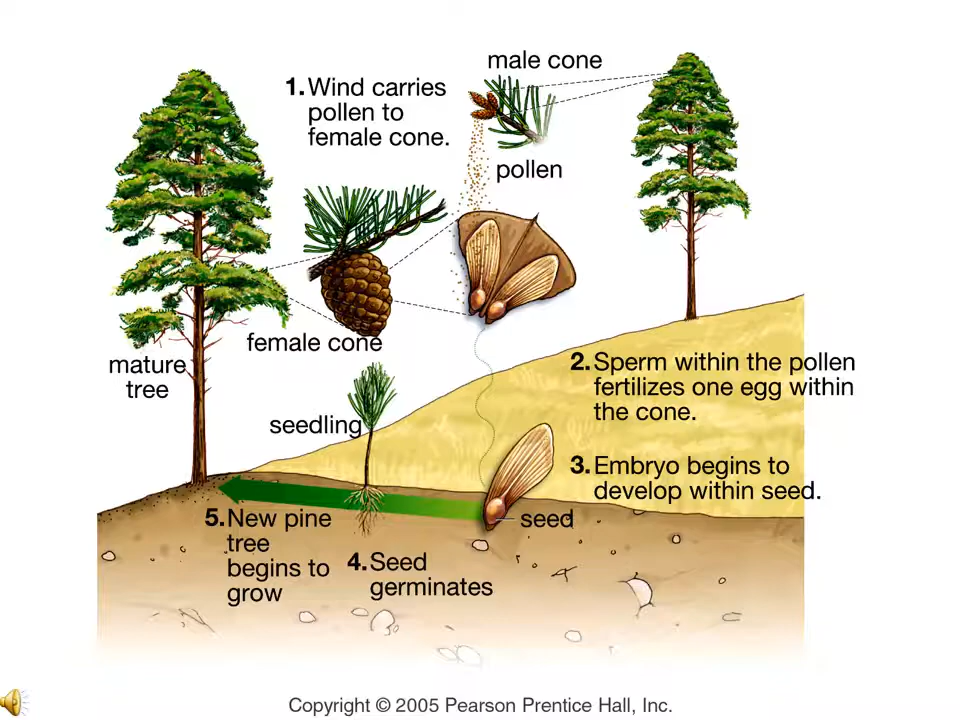 male cone
1. Wind carries
pollen to
female cone.
pollen
female cone
mature
tree
2. Sperm within the pollen
fertilizes one egg within
the cone.
seedling
3. Embryo begins to
develop within seed.
seed
5. New pine
tree
begins to
grow
4. Seed
germinates
Copyright © 2005 Pearson Prentice Hall, Inc.